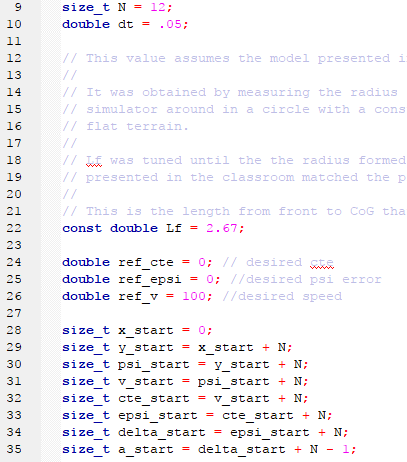 9 size_t N = 12;
10 double dt = .05;
11
12 // This value assumes the model presented i
13 //
14 // It was obtained by measuring the radius
15 // simulator around in a circle with a cons
16 // flat terrain.
17 //
18 // Lf was tuned until the the radius formed
19 // presented in the classroom matched the p
20 //
21 // This is the length from front to CoG tha
22 const double Lf = 2.67;
23
24 double ref_cte = 0; // desired cte
25 double ref_epsi = 0; //desired psi error
26 double ref_v = 100; //desired speed
27
28 size_t x_start = 0;
29 size_t y_start = x_start + N;
30 size_t psi_start = y_start + N;
31 size_t v_start = psi_start + N;
32 size_t cte_start = v_start + N;
33 size_t epsi_start = cte_start + N;
34 size_t delta_start = epsi_start + N;
35 size_t a_start = delta_start + N - 1;